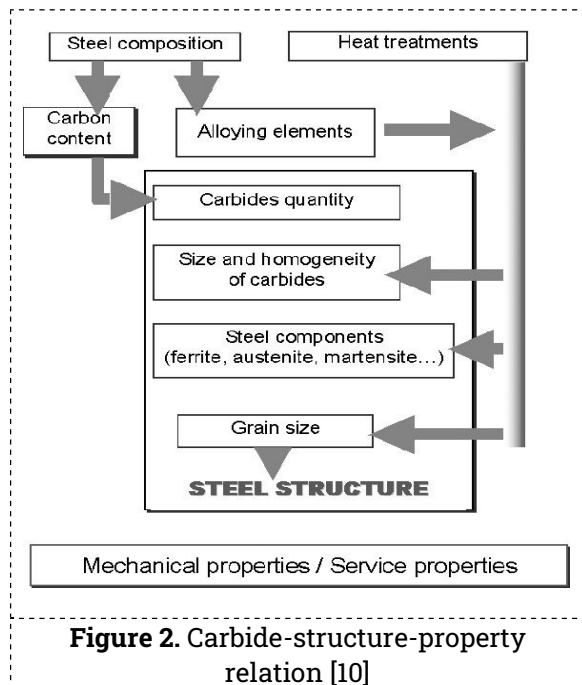 Steel composition
Heat treatments
Carbon
content
Alloying elements
Carbides quantity
Size and homogeneity
of carbides
Steel components
(ferrite, austenite, martensite...)
Grain size
STEEL STRUCTURE
Mechanical properties / Service properties
Figure 2. Carbide-structure-property
relation [10]